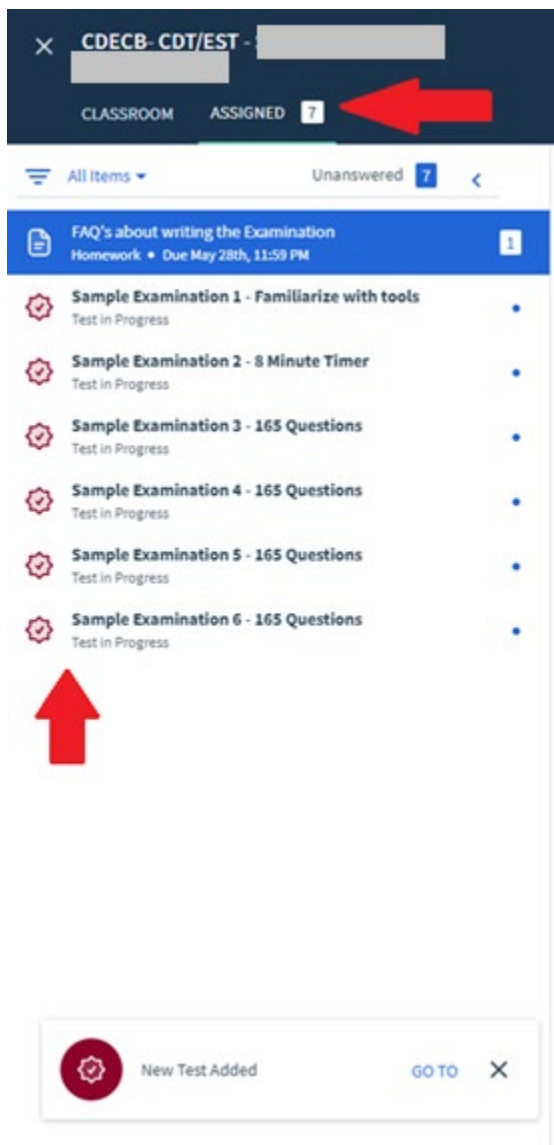 CDECB- CDT/EST -
CLASSROOM ASSIGNED 7
All Items Unanswered 7
FAQ's about writing the Examination
Homework • Due May 28th, 11:59 PM
1
Sample Examination 1 - Familiarize with tools
Test in Progress
Sample Examination 2 - 8 Minute Timer
Test in Progress
Sample Examination 3 - 165 Questions
Test in Progress
Sample Examination 4 - 165 Questions
Test in Progress
Sample Examination 5 - 165 Questions
Test in Progress
Sample Examination 6 - 165 Questions
Test in Progress
New Test Added GO TO